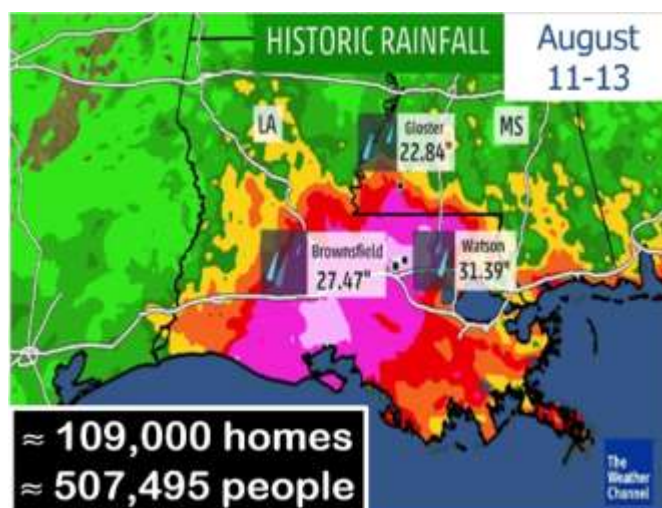 HISTORIC RAINFALL
August
11-13
LA
Gloster
22.84"
MS
Brownsfield
27.47"
Watson
31.39"
≈ 109,000 homes
≈ 507,495 people
The
Weather
Channel